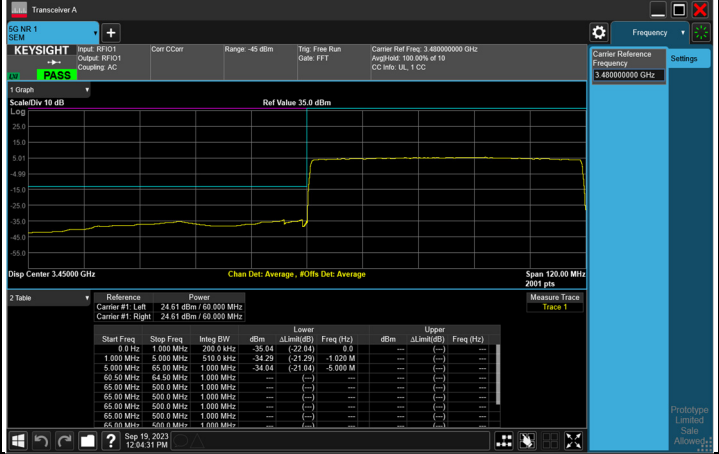 Transceiver A
5G NR 1
SEM
Frequency
KEYSIGHT
Input: RFIO1
Output: RFIO1
Coupling: AC
Corr CCorr
Range: -45 dBm
Trig: Free Run
Gate: FFT
Carrier Ref Freq: 3.480000000 GHz
Avg|Hold: 100.00% of 10
CC Info: UL, 1 CC
PASS
Carrier Reference
Frequency
3.480000000 GHz
Settings
1 Graph
Scale/Div 10 dB
Ref Value 35.0 dBm
Log
25.0
15.0
5.01
-4.99
-15.0
-25.0
-35.0
-45.0
-55.0
Disp Center 3.45000 GHz
Chan Det: Average , #Offs Det: Average
Span 120.00 MHz
2001 pts
2 Table
Reference Power
Carrier #1: Left 24.61 dBm / 60.000 MHz
Carrier #1: Right 24.61 dBm / 60.000 MHz
Measure Trace
Trace 1
Lower Upper
Start Freq Stop Freq Integ BW dBm ΔLimit(dB) Freq (Hz) dBm ΔLimit(dB) Freq (Hz)
0.0 Hz 1.000 MHz 200.0 kHz -35.04 (-22.04) 0.0 --- (---) ---
1.000 MHz 5.000 MHz 510.0 kHz -34.29 (-21.29) -1.020 M --- (---) ---
5.000 MHz 65.00 MHz 1.000 MHz -34.04 (-21.04) -5.000 M --- (---) ---
60.50 MHz 64.50 MHz 1.000 MHz --- (---) --- --- (---) ---
65.00 MHz 500.0 MHz 1.000 MHz --- (---) --- --- (---) ---
65.00 MHz 500.0 MHz 1.000 MHz --- (---) --- --- (---) ---
65.00 MHz 500.0 MHz 1.000 MHz --- (---) --- --- (---) ---
65.00 MHz 500.0 MHz 1.000 MHz --- (---) --- --- (---) ---
Sep 19, 2023
12:04:31 PM
Prototype
Limited
Sale
Allowed